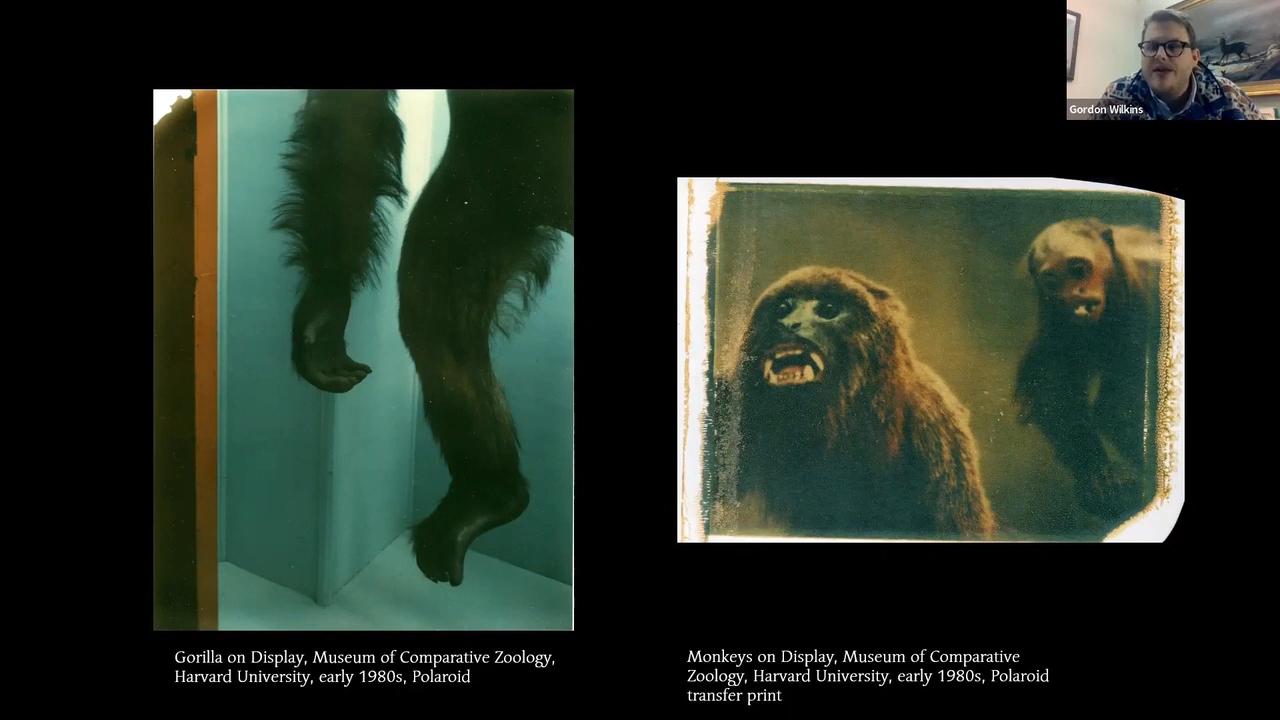 Gordon Wilkins
Gorilla on Display, Museum of Comparative Zoology,
Harvard University, early 1980s, Polaroid
Monkeys on Display, Museum of Comparative
Zoology, Harvard University, early 1980s, Polaroid
transfer print